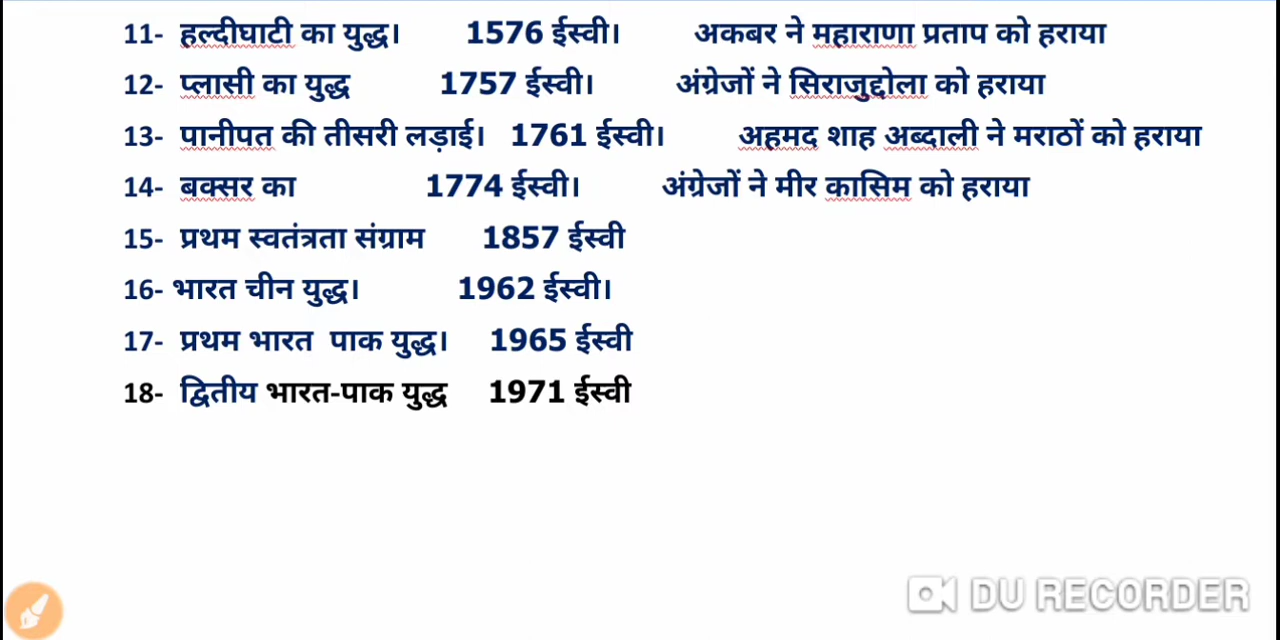 11- हल्दीघाटी का युद्ध। 1576 ईस्वी। अकबर ने महाराणा प्रताप को हराया
12- प्लासी का युद्ध 1757 ईस्वी। अंग्रेजों ने सिराजुद्दोला को हराया
13- पानीपत की तीसरी लड़ाई। 1761 ईस्वी। अहमद शाह अब्दाली ने मराठों को हराया
14- बक्सर का 1774 ईस्वी। अंग्रेजों ने मीर कासिम को हराया
15- प्रथम स्वतंत्रता संग्राम 1857 ईस्वी
16- भारत चीन युद्ध। 1962 ईस्वी।
17- प्रथम भारत पाक युद्ध। 1965 ईस्वी
18- द्वितीय भारत-पाक युद्ध 1971 ईस्वी
DU RECORDER